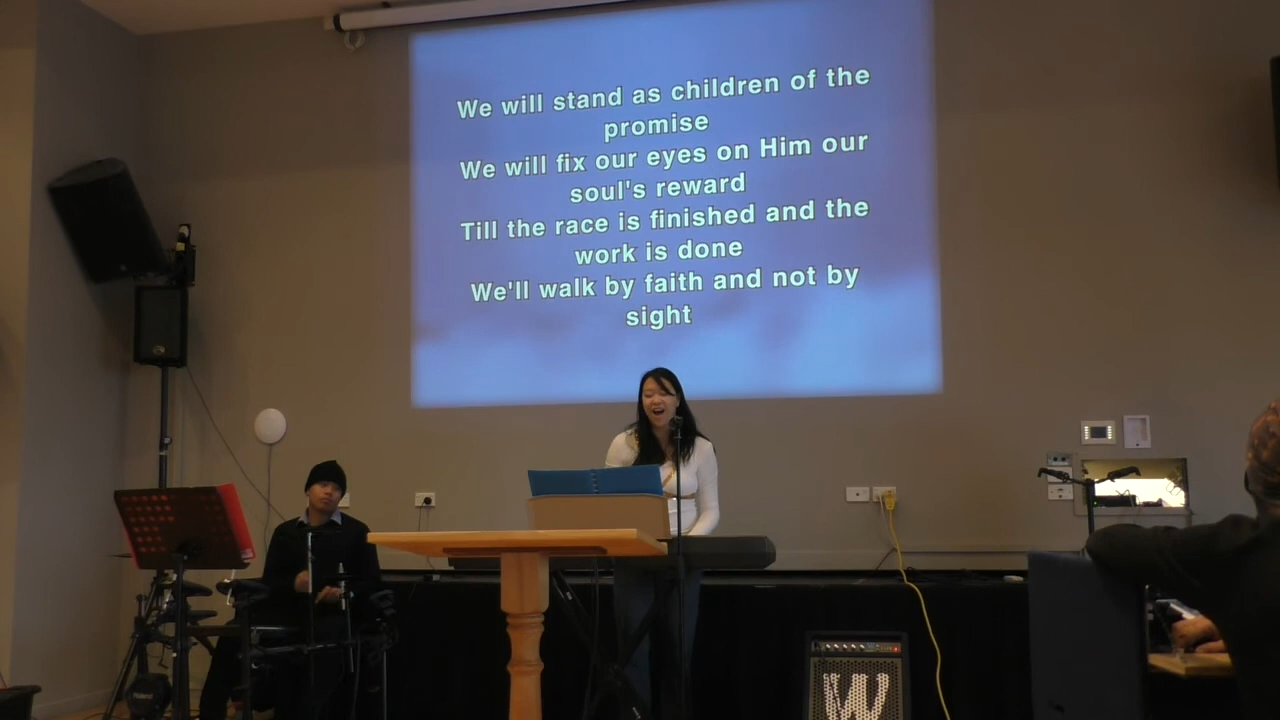 We will stand as children of the
promise
We will fix our eyes on Him our
soul's reward
Till the race is finished and the
work is done
We'll walk by faith and not by
sight
Roland
W